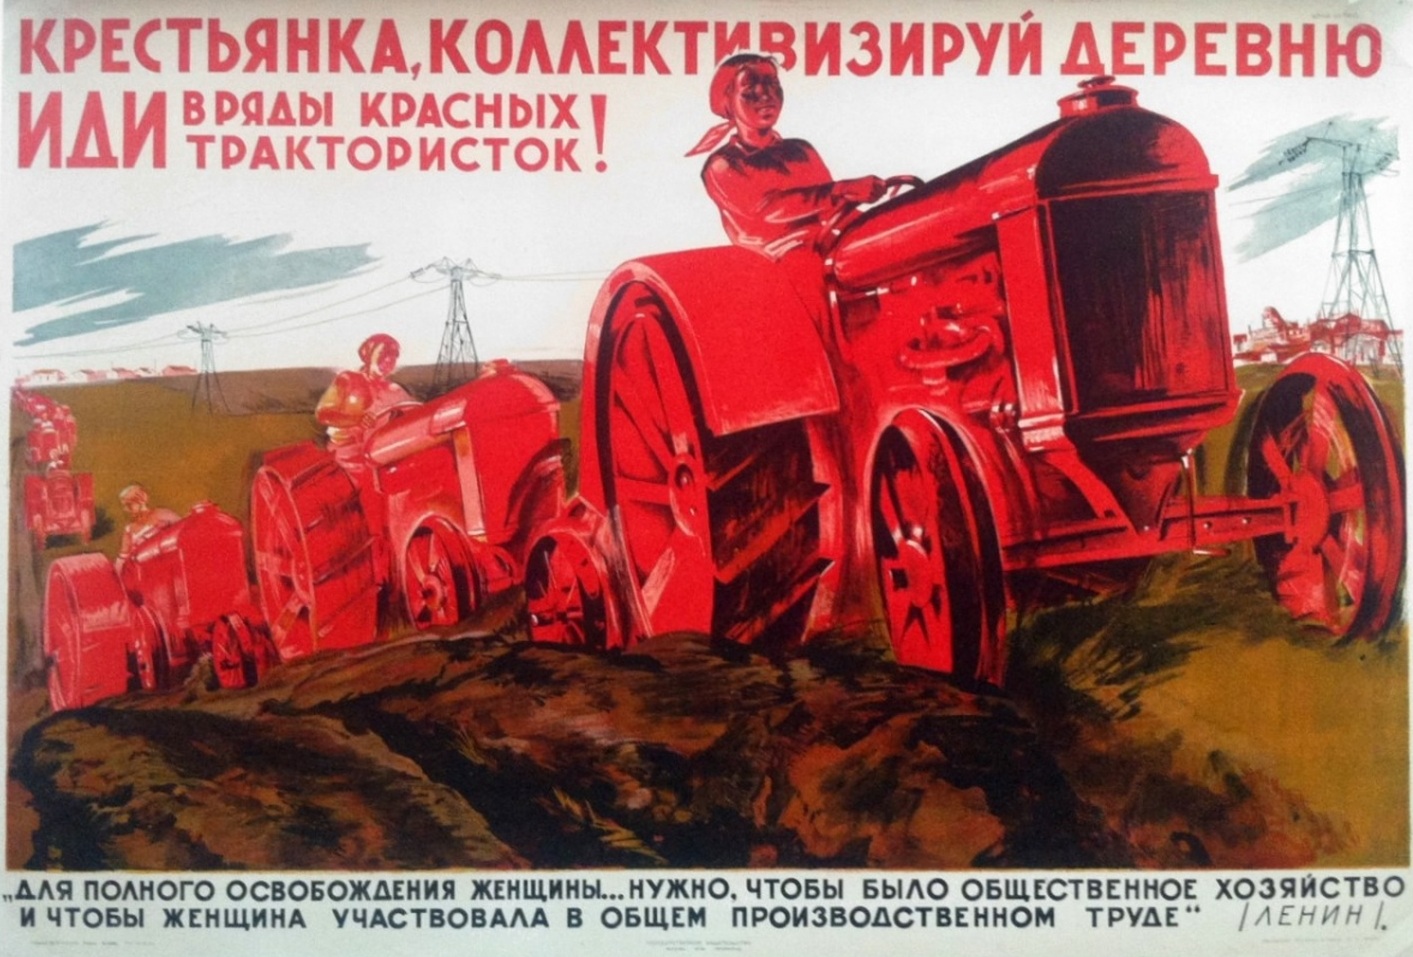 КРЕСТЬЯНКА, КОЛЛЕКТИВИЗИРУЙ ДЕРЕВНЮ
ИДИ В РЯДЫ КРАСНЫХ
ТРАКТОРИСТОК!
„ДЛЯ ПОЛНОГО ОСВОБОЖДЕНИЯ ЖЕНЩИНЫ... НУЖНО, ЧТОБЫ БЫЛО ОБЩЕСТВЕННОЕ ХОЗЯЙСТВО
И ЧТОБЫ ЖЕНЩИНА УЧАСТВОВАЛА В ОБЩЕМ ПРОИЗВОДСТВЕННОМ ТРУДЕ“ /ЛЕНИН/.